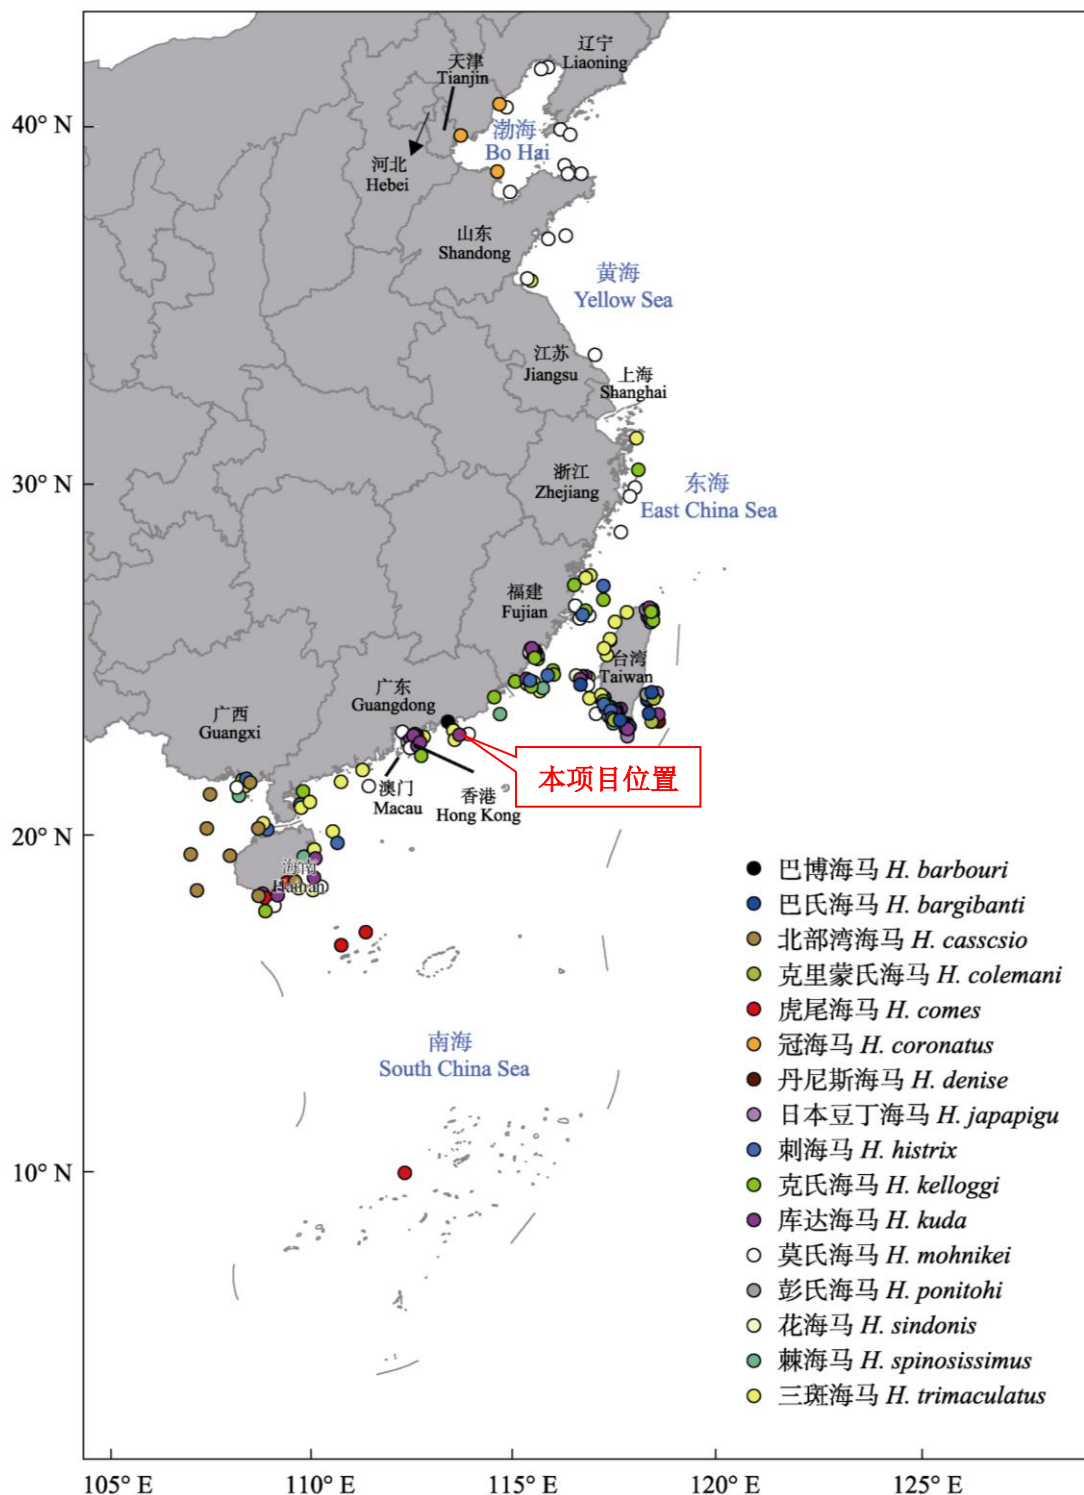 辽宁
Liaoning
天津
Tianjin
40° N
渤海
Bo Hai
河北
Hebei
山东
Shandong
黄海
Yellow Sea
江苏
Jiangsu
上海
Shanghai
30° N
浙江
Zhejiang
东海
East China Sea
福建
Fujian
台湾
Taiwan
广东
Guangdong
广西
Guangxi
本项目位置
澳门
Macau
香港
Hong Kong
20° N
海南
Hainan
巴博海马 H. barbouri
巴氏海马 H. bargibanti
北部湾海马 H. casscsio
克里蒙氏海马 H. colemani
虎尾海马 H. comes
冠海马 H. coronatus
丹尼斯海马 H. denise
日本豆丁海马 H. japapigu
刺海马 H. histrix
克氏海马 H. kelloggi
库达海马 H. kuda
莫氏海马 H. mohnikei
彭氏海马 H. ponitohi
花海马 H. sindonis
棘海马 H. spinosissimus
三斑海马 H. trimaculatus
南海
South China Sea
10° N
105° E
110° E
115° E
120° E
125° E